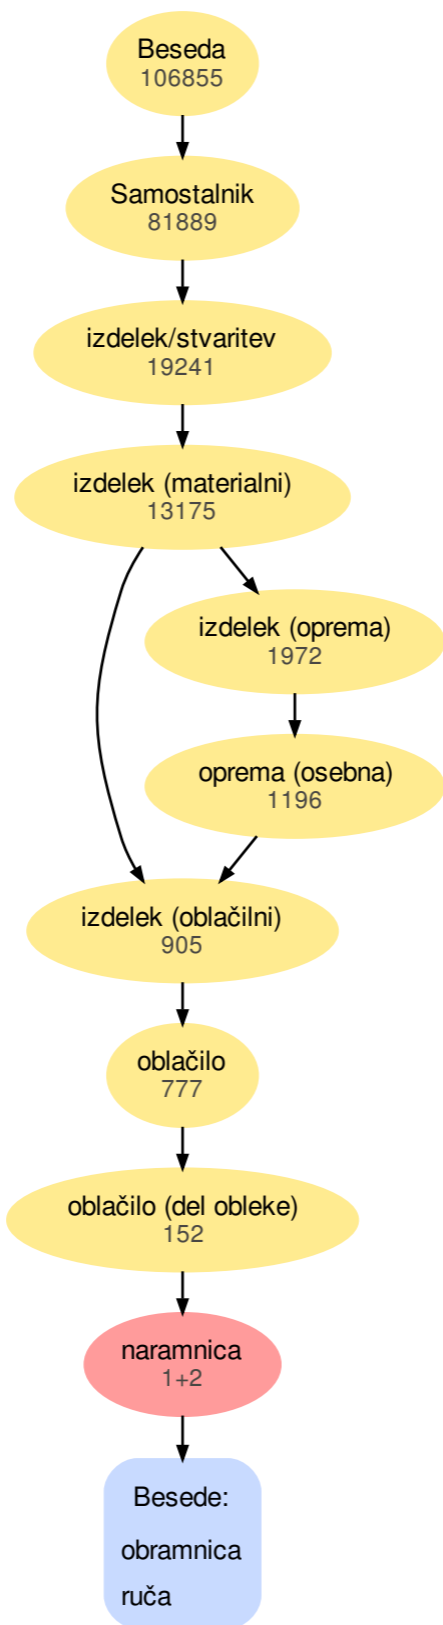 Beseda
106855
Samostalnik
81889
izdelek/stvaritev
19241
izdelek (materialni)
13175
izdelek (oprema)
1972
oprema (osebna)
1196
izdelek (oblačilni)
905
oblačilo
777
oblačilo (del obleke)
152
naramnica
1+2
Besede:
obramnica
ruča